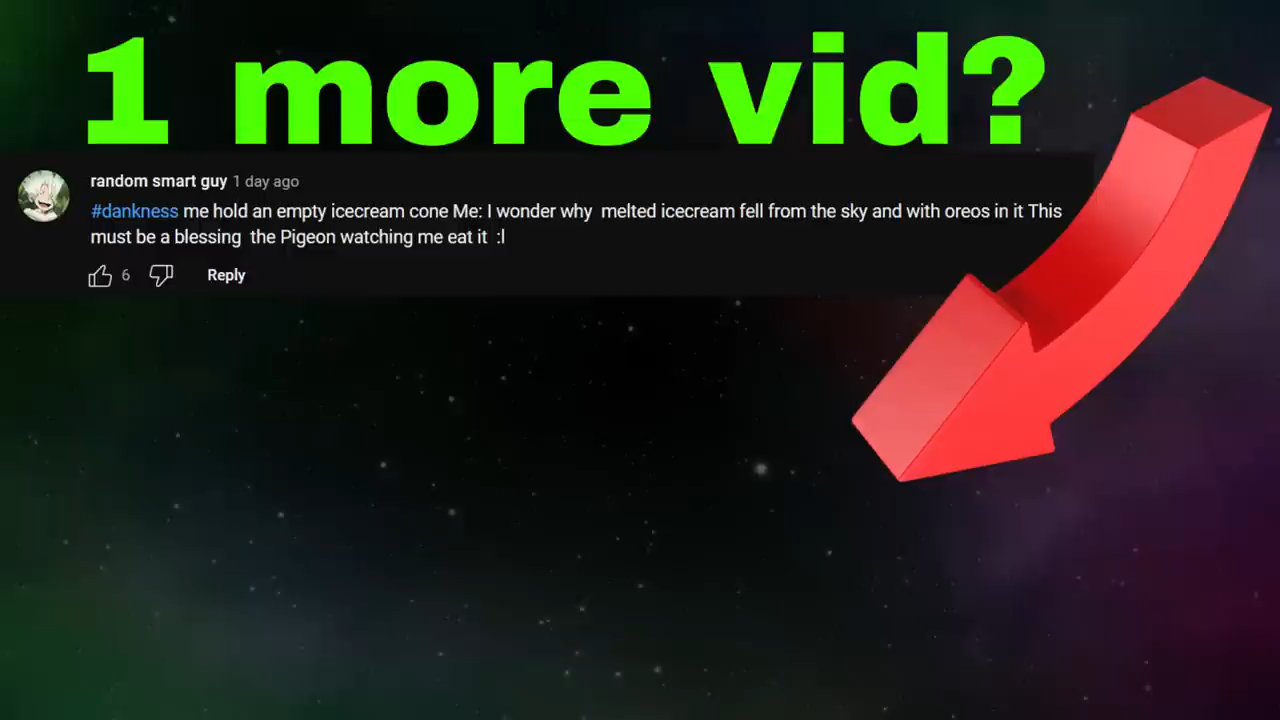 1 more vid?
random smart guy 1 day ago
#dankness me hold an empty icecream cone Me: I wonder why  melted icecream fell from the sky and with oreos in it This
must be a blessing  the Pigeon watching me eat it  :l
6 Reply